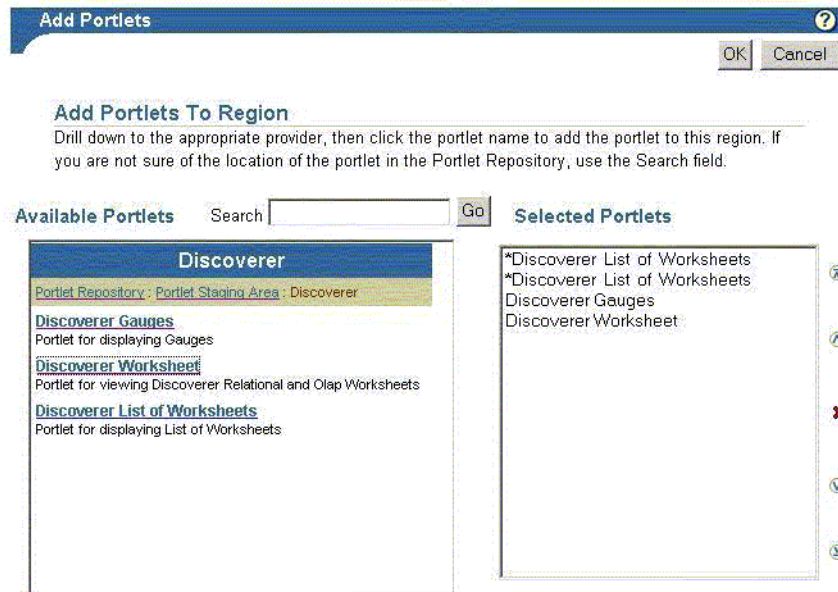 Add Portlets
?
OK Cancel
Add Portlets To Region
Drill down to the appropriate provider, then click the portlet name to add the portlet to this region. If
you are not sure of the location of the portlet in the Portlet Repository, use the Search field.
Available Portlets Search Go
Discoverer
Portlet Repository : Portlet Staging Area : Discoverer
Discoverer Gauges
Portlet for displaying Gauges
Discoverer Worksheet
Portlet for viewing Discoverer Relational and Olap Worksheets
Discoverer List of Worksheets
Portlet for displaying List of Worksheets
Selected Portlets
*Discoverer List of Worksheets
*Discoverer List of Worksheets
Discoverer Gauges
Discoverer Worksheet